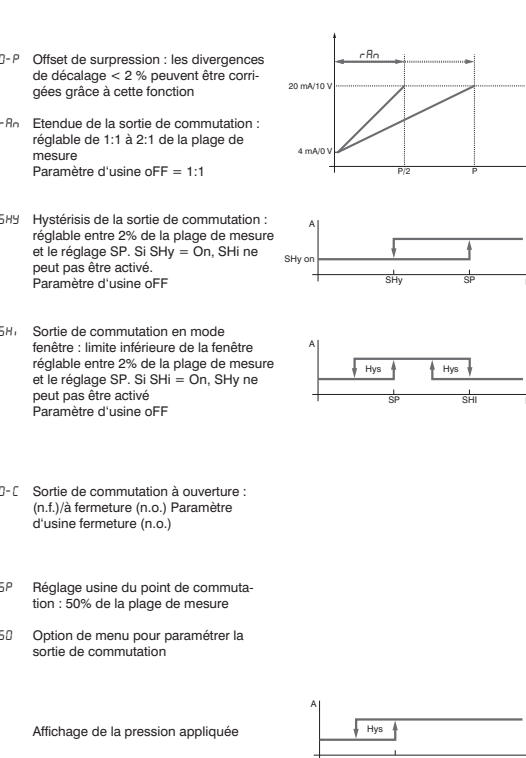 0-P Offset de surpression : les divergences
de décalage < 2 % peuvent être corri-
gées grâce à cette fonction
rAn
20 mA/10 V
4 mA/0 V
P/2 P
rAn Etendue de la sortie de commutation :
réglable de 1:1 à 2:1 de la plage de
mesure
Paramètre d'usine oFF = 1:1
SHY Hystérisis de la sortie de commutation :
réglable entre 2% de la plage de mesure
et le réglage SP. Si SHy = On, SHi ne
peut pas être activé.
Paramètre d'usine oFF
A
SHy on
SHy SP
SHi Sortie de commutation en mode
fenêtre : limite inférieure de la fenêtre
réglable entre 2% de la plage de mesure
et le réglage SP. Si SHi = On, SHy ne
peut pas être activé
Paramètre d'usine oFF
A
Hys Hys
SP SHI
0-C Sortie de commutation à ouverture :
(n.f.)/à fermeture (n.o.) Paramètre
d'usine fermeture (n.o.)
SP Réglage usine du point de commuta-
tion : 50% de la plage de mesure
SO Option de menu pour paramétrer la
sortie de commutation
Affichage de la pression appliquée
A
Hys